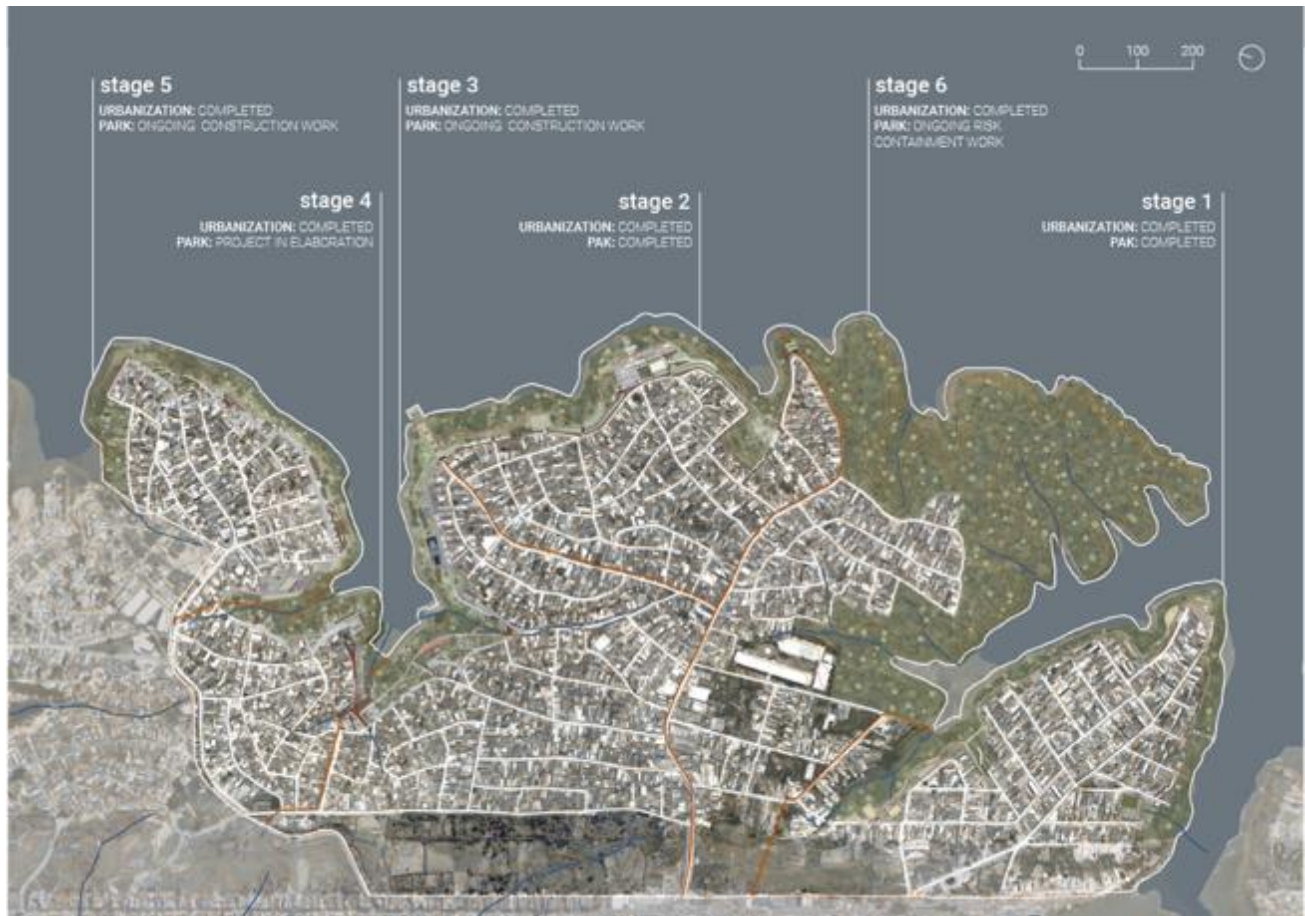 0 100 200
stage 5
URBANIZATION: COMPLETED
PARK: ONGOING CONSTRUCTION WORK
stage 3
URBANIZATION: COMPLETED
PARK: ONGOING CONSTRUCTION WORK
stage 6
URBANIZATION: COMPLETED
PARK: ONGOING RISK
CONTAINMENT WORK
stage 4
URBANIZATION: COMPLETED
PARK: PROJECT IN ELABORATION
stage 2
URBANIZATION: COMPLETED
PAK: COMPLETED
stage 1
URBANIZATION: COMPLETED
PAK: COMPLETED